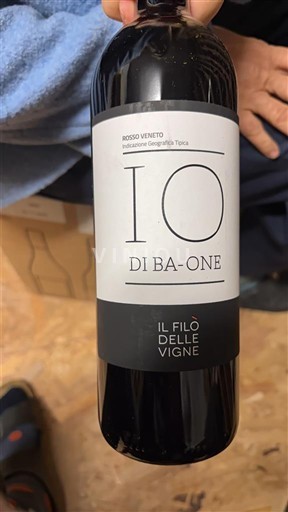 ROSSO VENETO
Indicazione Geografica Tipica
IO
DI BA-ONE
IL FILÒ
DELLE
VIGNE